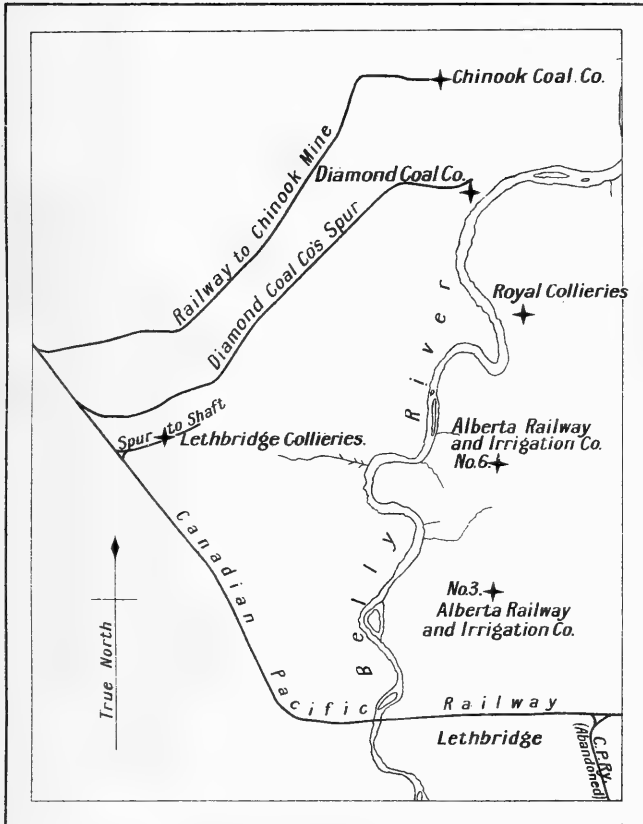 Chinook Coal Co.
Railway to Chinook Mine
Diamond Coal Co.
Diamond Coal Co's Spur
Royal Collieries
Alberta Railway
and Irrigation Co.
No.6.
Spur to Shaft
Lethbridge Collieries.
Belly River
No.3.
Alberta Railway
and Irrigation Co.
True North
Canadian Pacific Railway
Lethbridge
C.P.Ry.
(Abandoned)